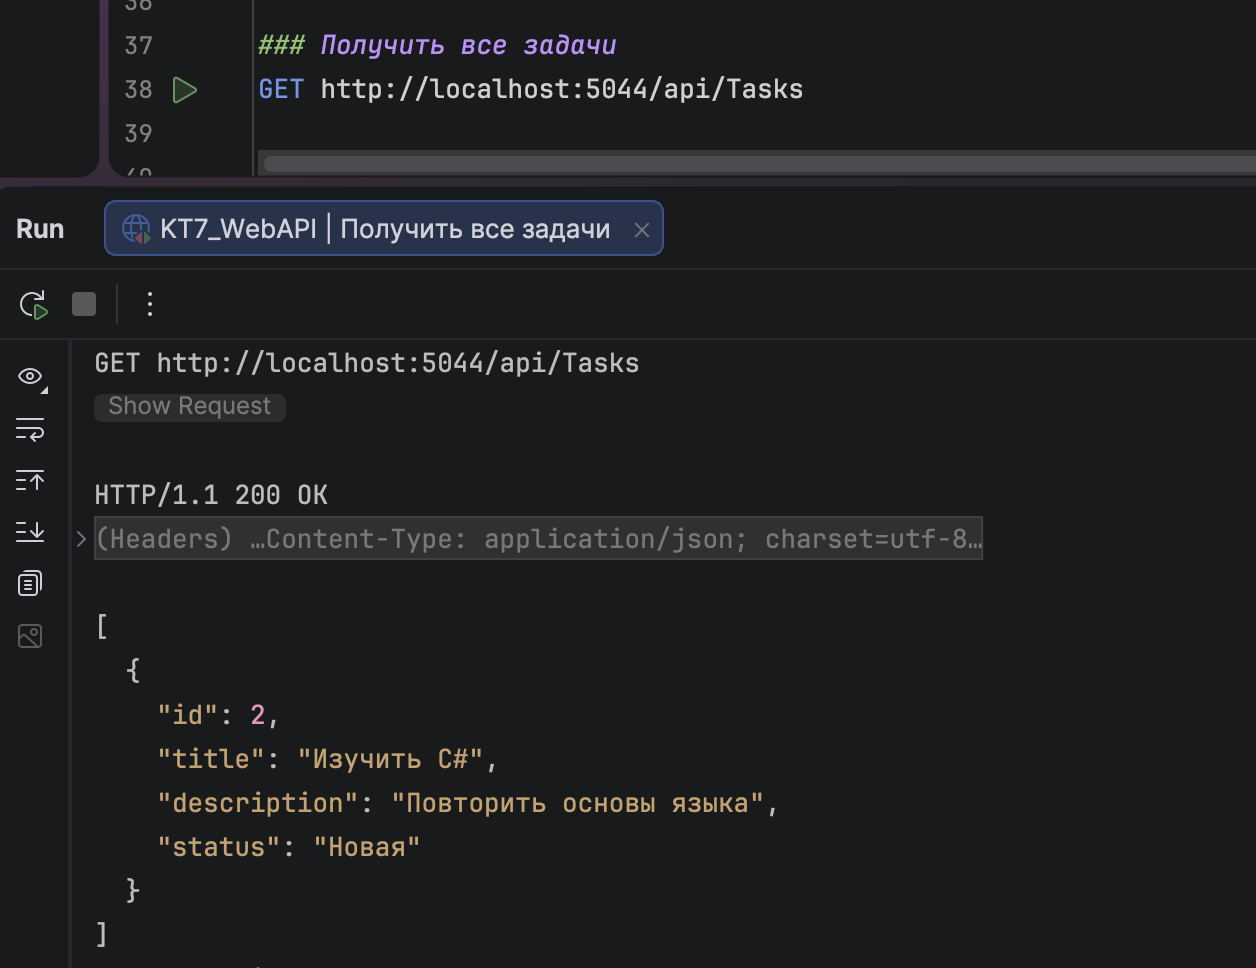 36
37 ### Получить все задачи
38 GET http://localhost:5044/api/Tasks
39
40
Run KT7_WebAPI | Получить все задачи
GET http://localhost:5044/api/Tasks
Show Request
HTTP/1.1 200 OK
(Headers) …Content-Type: application/json; charset=utf-8…
[
{
"id": 2,
"title": "Изучить C#",
"description": "Повторить основы языка",
"status": "Новая"
}
]